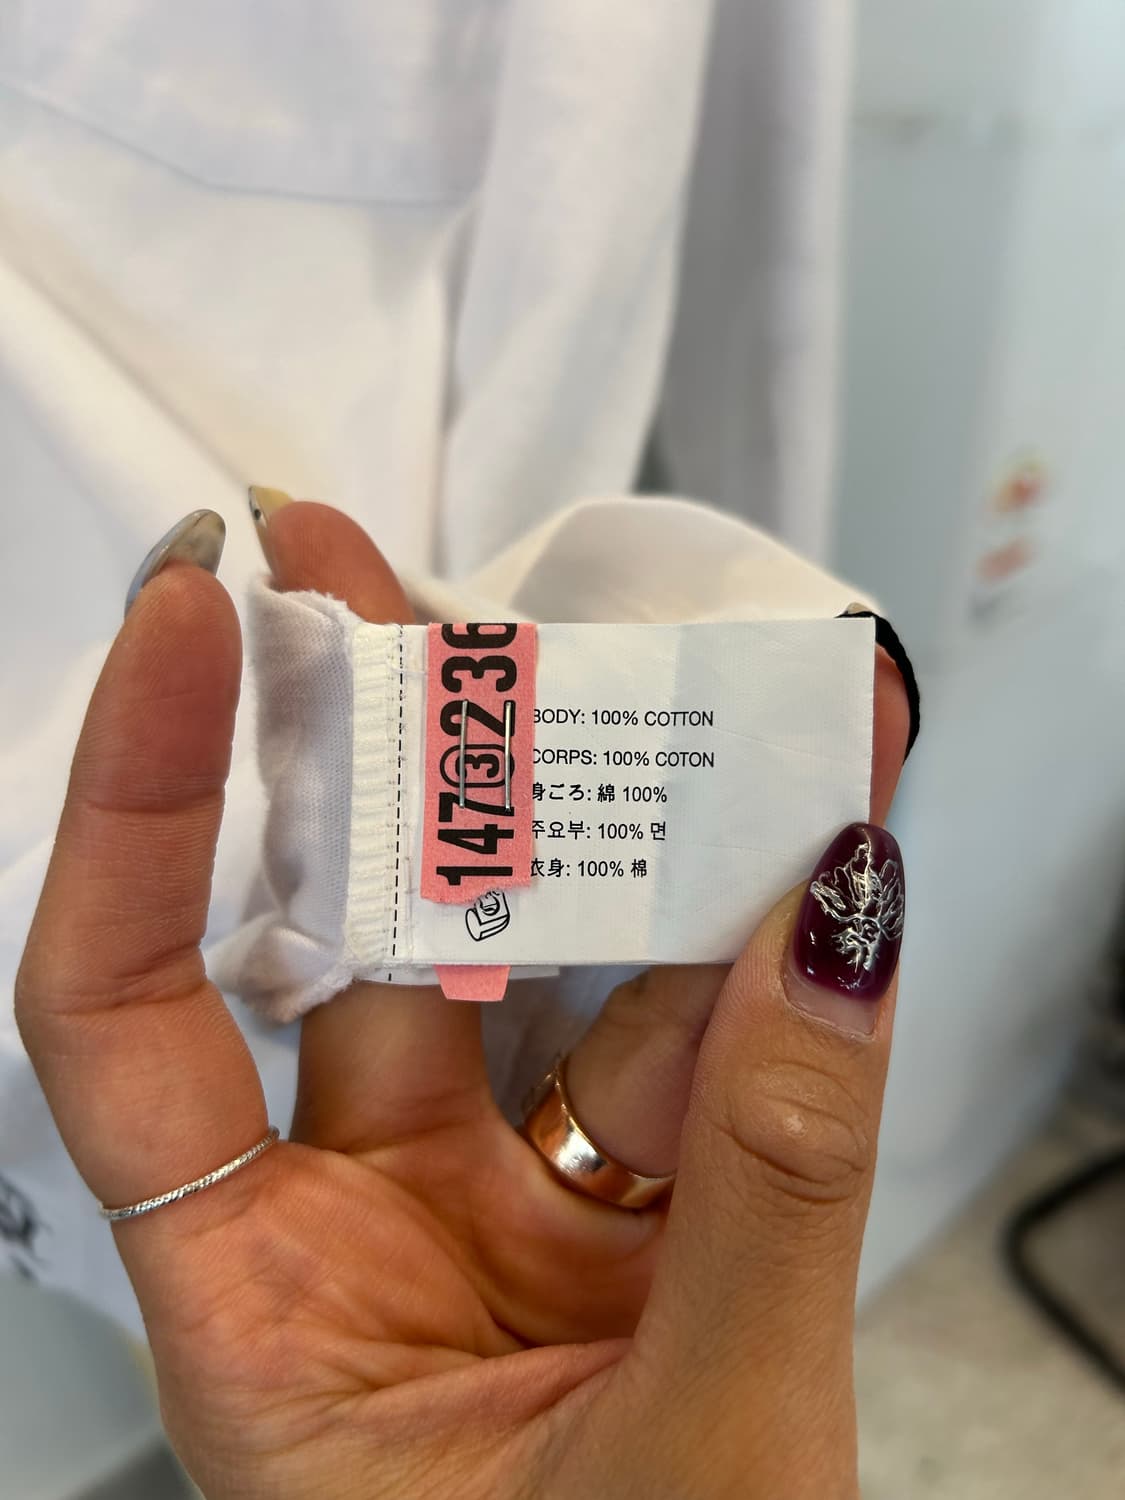 1473236
BODY: 100% COTTON
CORPS: 100% COTON
身ごろ: 綿 100%
주요부: 100% 면
衣身: 100% 棉